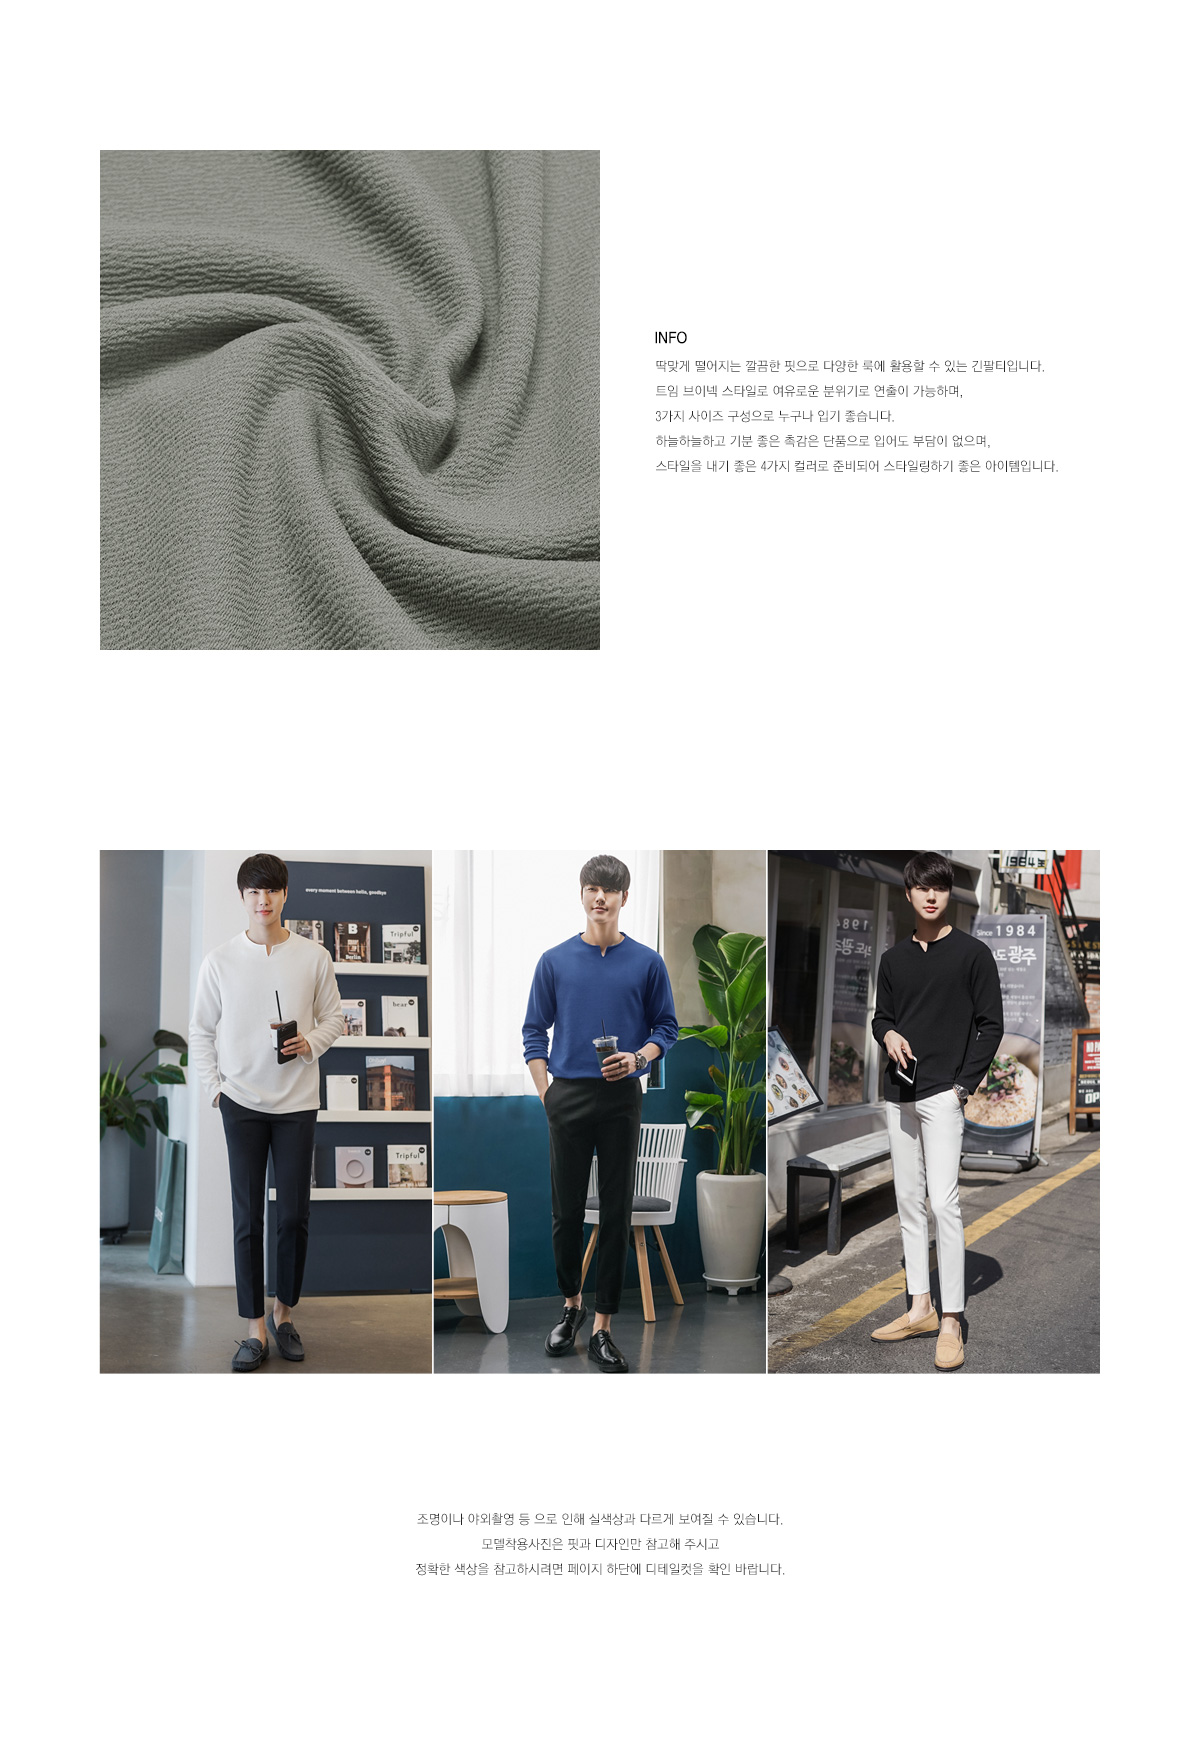 INFO
딱맞게 떨어지는 깔끔한 핏으로 다양한 룩에 활용할 수 있는 긴팔티입니다.
트임 브이넥 스타일로 여유로운 분위기로 연출이 가능하며,
3가지 사이즈 구성으로 누구나 입기 좋습니다.
하늘하늘하고 기분 좋은 촉감은 단품으로 입어도 부담이 없으며,
스타일을 내기 좋은 4가지 컬러로 준비되어 스타일링하기 좋은 아이템입니다.
every moment between hello, goodbye
B
Berlin
Tripful
bear
Tripful
1984
1984
Since 1984
도광주
OP
조명이나 야외촬영 등 으로 인해 실색상과 다르게 보여질 수 있습니다.
모델착용사진은 핏과 디자인만 참고해 주시고
정확한 색상을 참고하시려면 페이지 하단에 디테일컷을 확인 바랍니다.